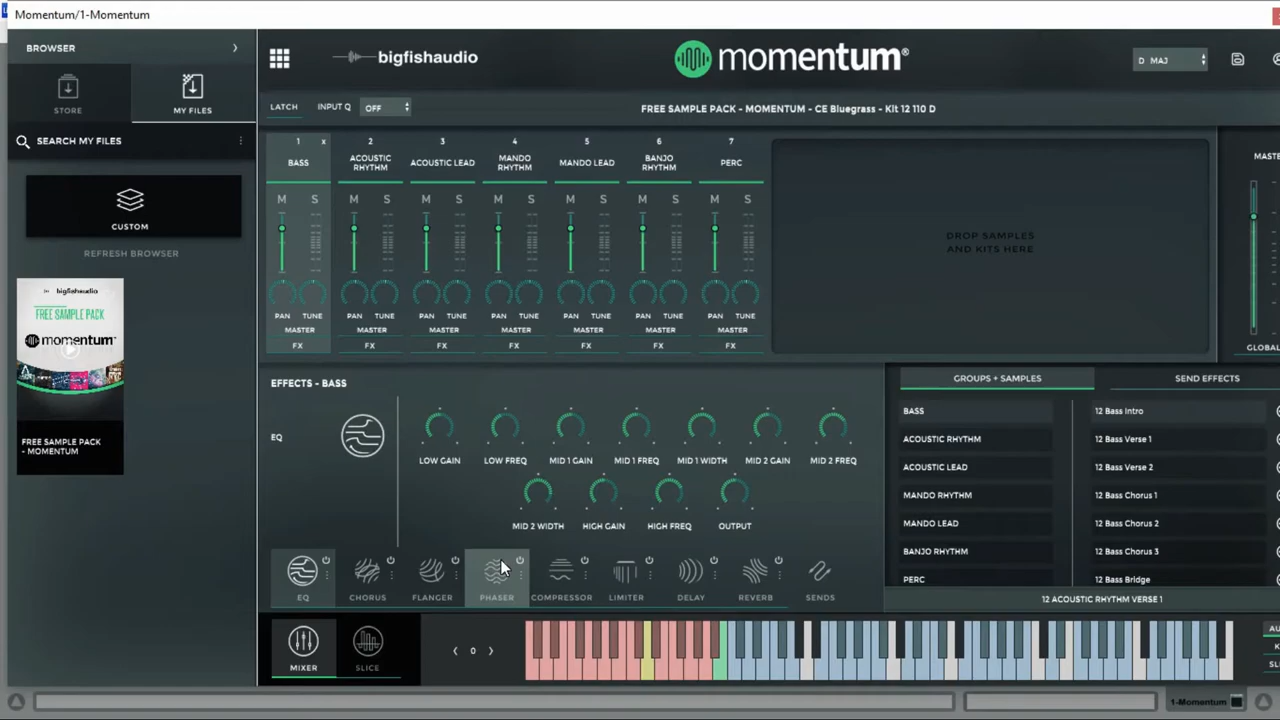 Momentum/1-Momentum
BROWSER
STORE
MY FILES
SEARCH MY FILES
CUSTOM
REFRESH BROWSER
bigfishaudio
FREE SAMPLE PACK
momentum
FREE SAMPLE PACK
- MOMENTUM
bigfishaudio
momentum®
D MAJ
LATCH
INPUT Q
OFF
FREE SAMPLE PACK - MOMENTUM - CE Bluegrass - Kit 12 110 D
1 x 2 3 4 5 6 7
BASS
ACOUSTIC RHYTHM
ACOUSTIC LEAD
MANDO RHYTHM
MANDO LEAD
BANJO RHYTHM
PERC
M S M S M S M S M S M S M S
PAN TUNE PAN TUNE PAN TUNE PAN TUNE PAN TUNE PAN TUNE PAN TUNE
MASTER MASTER MASTER MASTER MASTER MASTER MASTER
FX FX FX FX FX FX FX
DROP SAMPLES
AND KITS HERE
MASTE
GLOBAL
EFFECTS - BASS
EQ
LOW GAIN LOW FREQ MID 1 GAIN MID 1 FREQ MID 1 WIDTH MID 2 GAIN MID 2 FREQ
MID 2 WIDTH HIGH GAIN HIGH FREQ OUTPUT
EQ CHORUS FLANGER PHASER COMPRESSOR LIMITER DELAY REVERB SENDS
GROUPS + SAMPLES
SEND EFFECTS
BASS
ACOUSTIC RHYTHM
ACOUSTIC LEAD
MANDO RHYTHM
MANDO LEAD
BANJO RHYTHM
PERC
12 Bass Intro
12 Bass Verse 1
12 Bass Verse 2
12 Bass Chorus 1
12 Bass Chorus 2
12 Bass Chorus 3
12 Bass Bridge
12 ACOUSTIC RHYTHM VERSE 1
MIXER
SLICE
< 0 >
AU
K
SL
1-Momentum